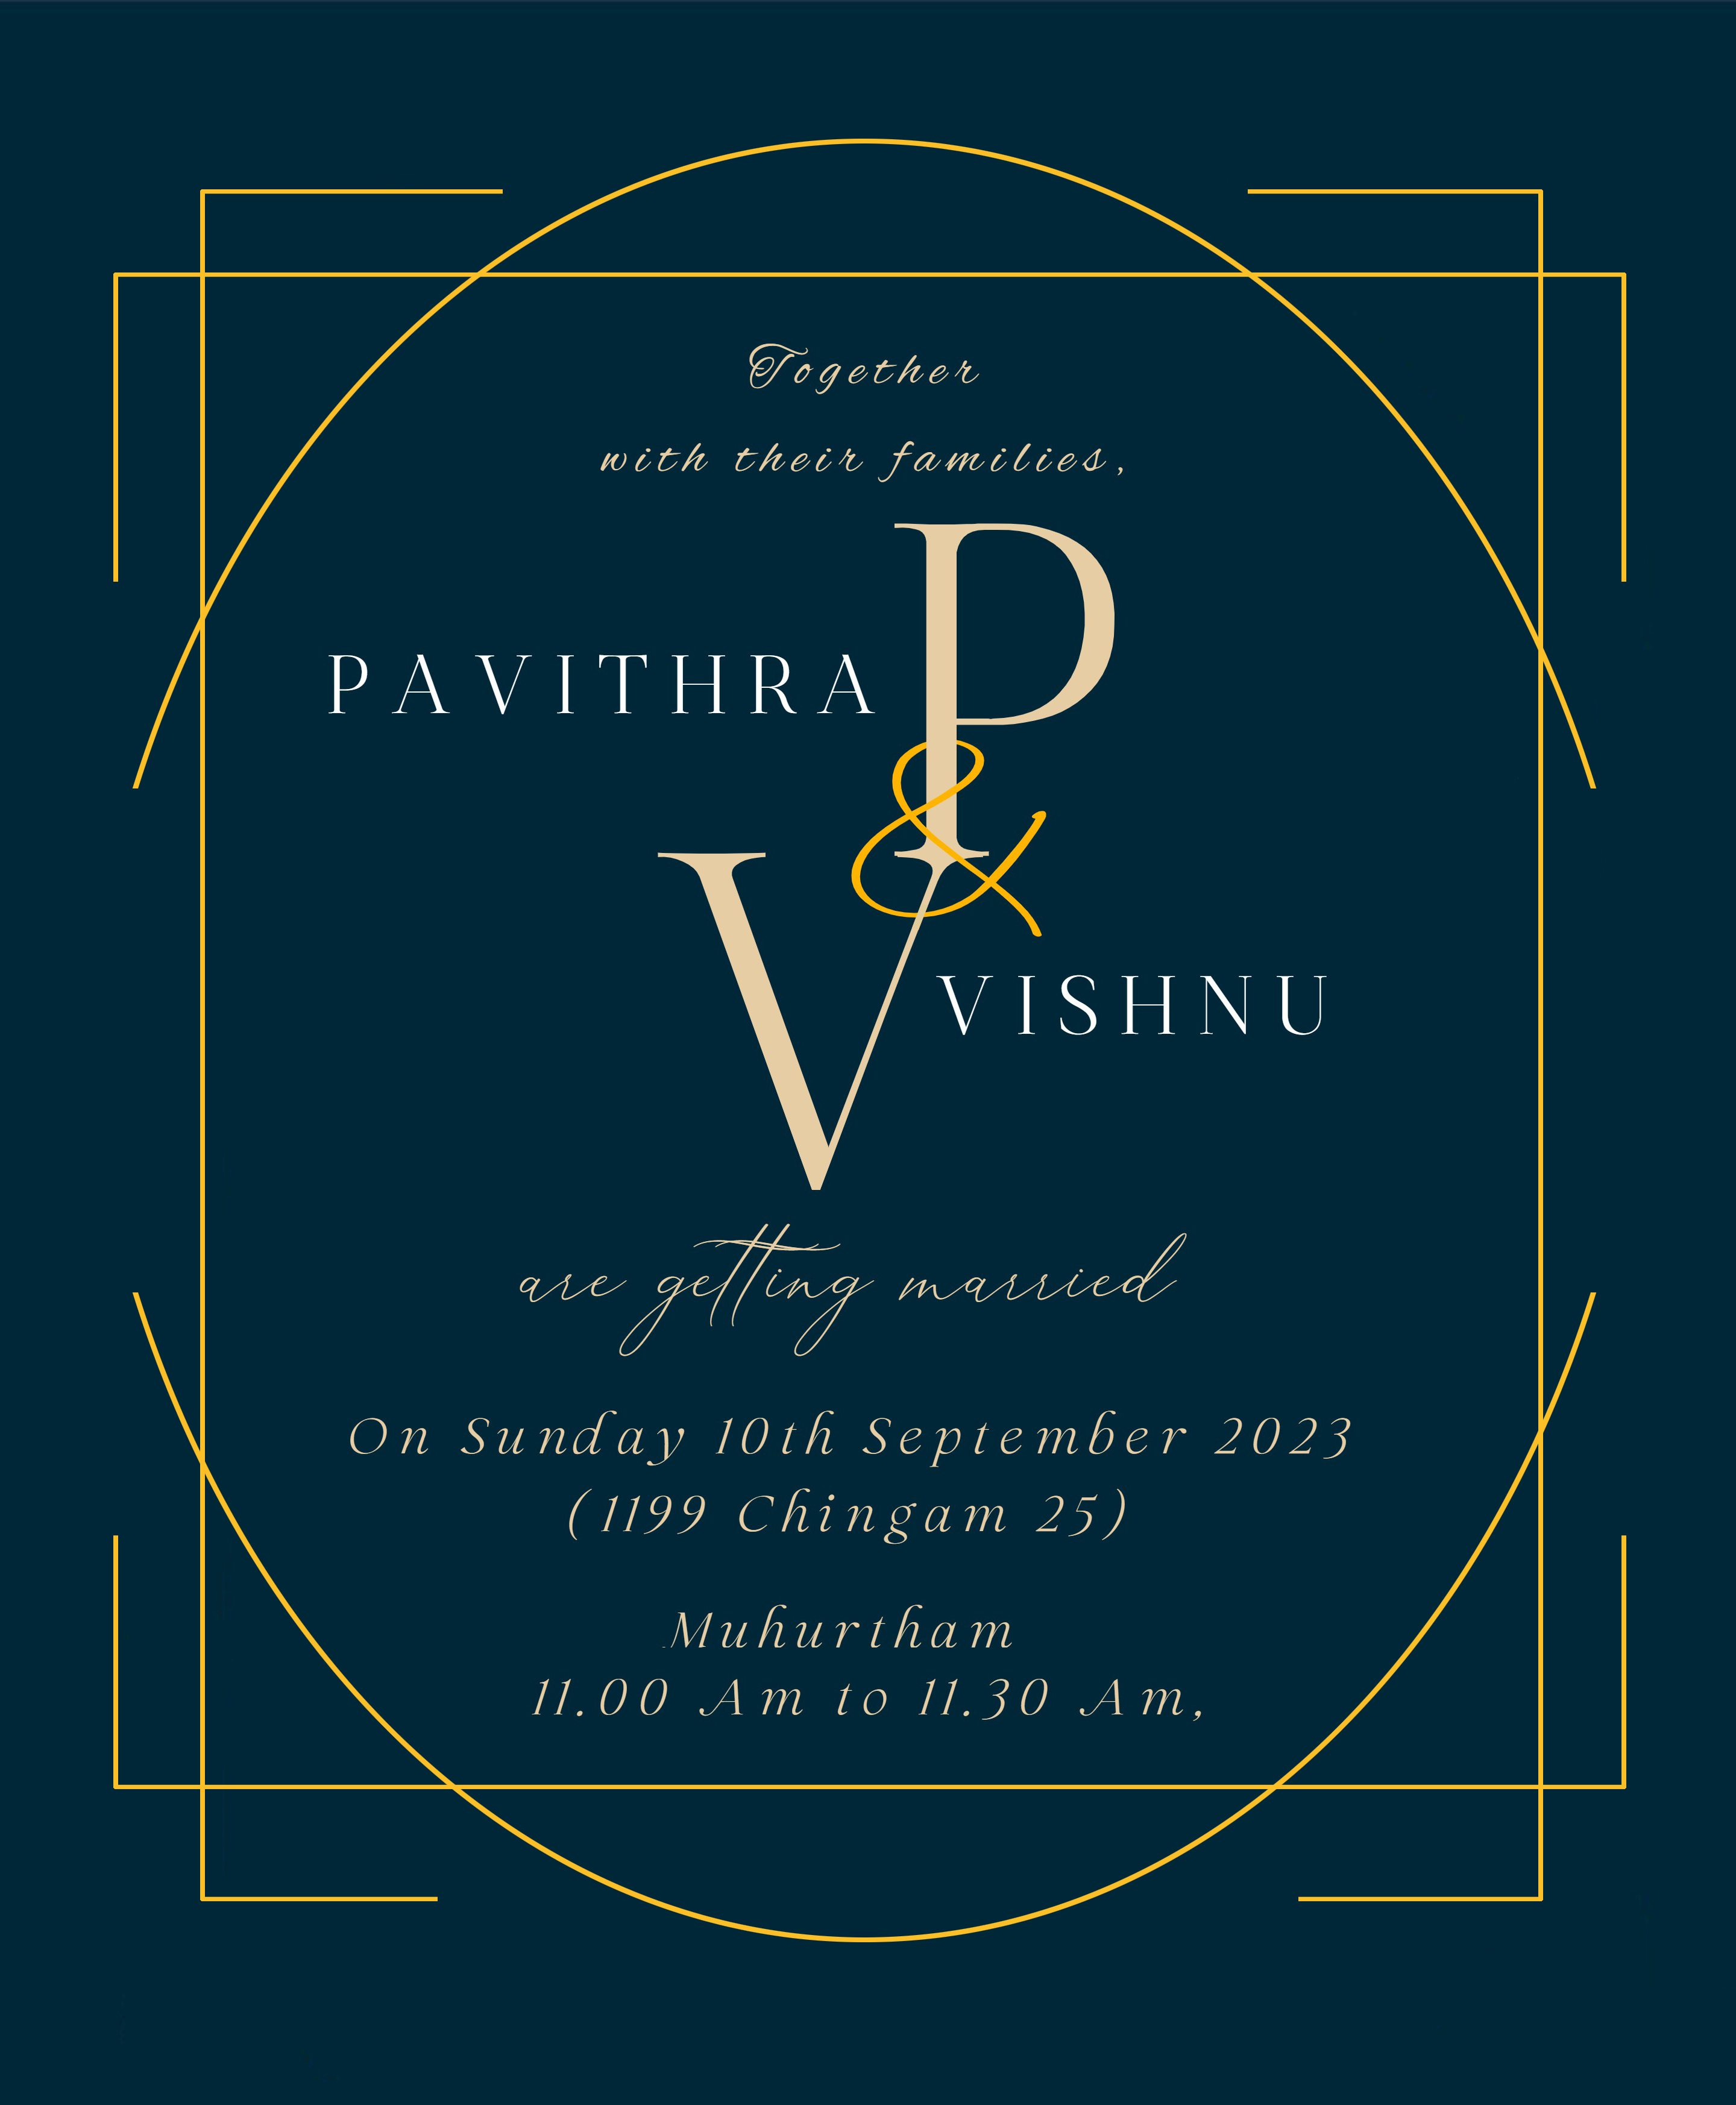 Together
with their families,
P
PAVITHRA
&
V
VISHNU
are getting married
On Sunday 10th September 2023
(1199 Chingam 25)
Muhurtham
11.00 Am to 11.30 Am,